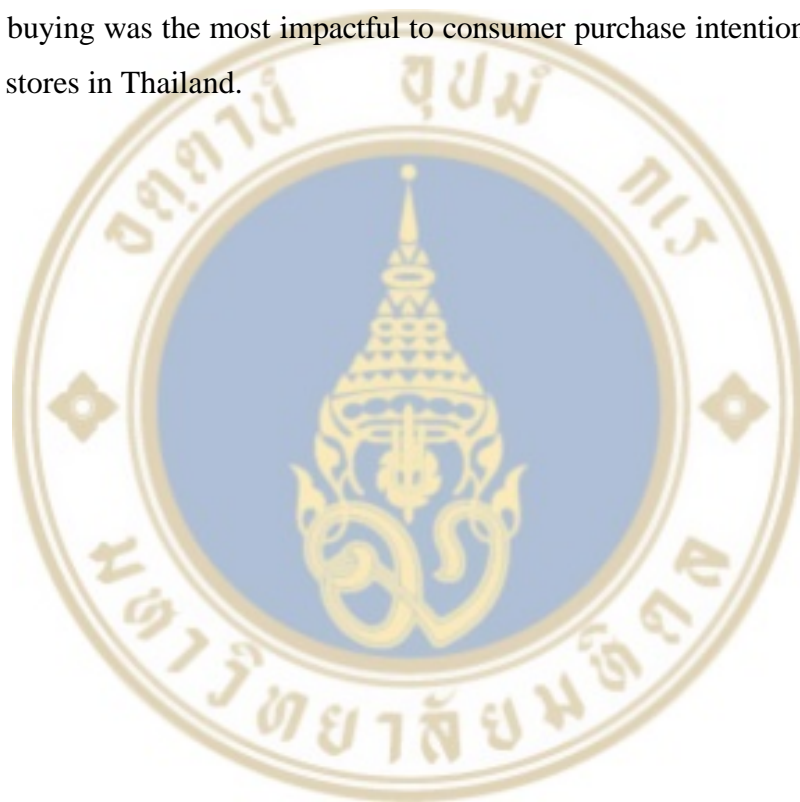 buying was the most impactful to consumer purchase intention
stores in Thailand.
อตฺตานํ อุปมํ กเร
มหาวิทยาลัยมหิดล